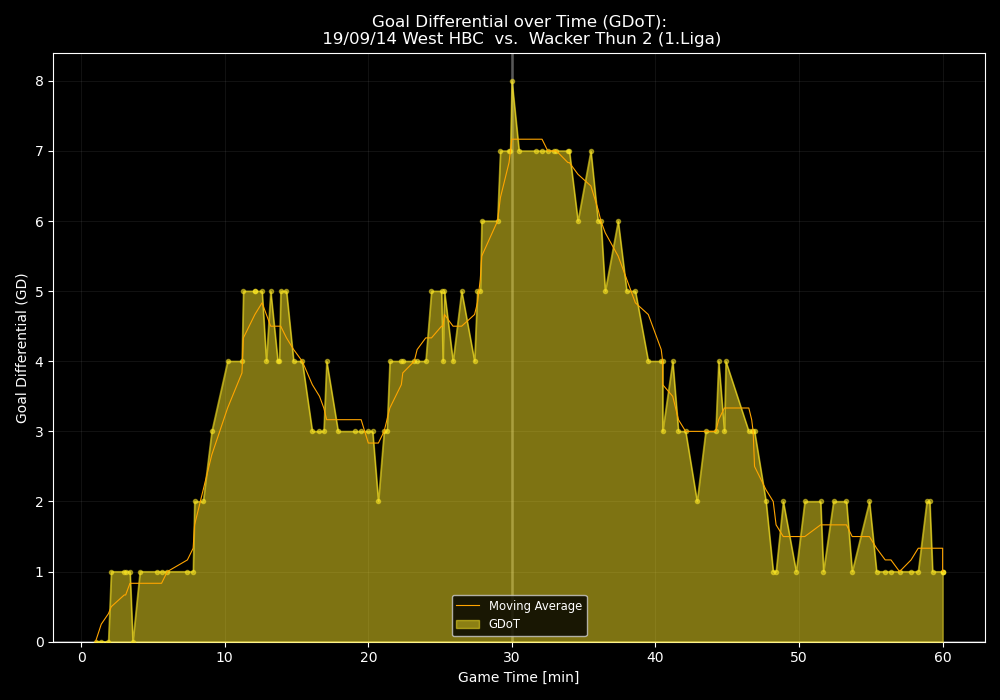 Goal Differential over Time (GDoT):
19/09/14 West HBC  vs.  Wacker Thun 2 (1.Liga)
Goal Differential (GD)
8
7
6
5
4
3
2
1
0
0 10 20 30 40 50 60
Game Time [min]
Moving Average
GDoT